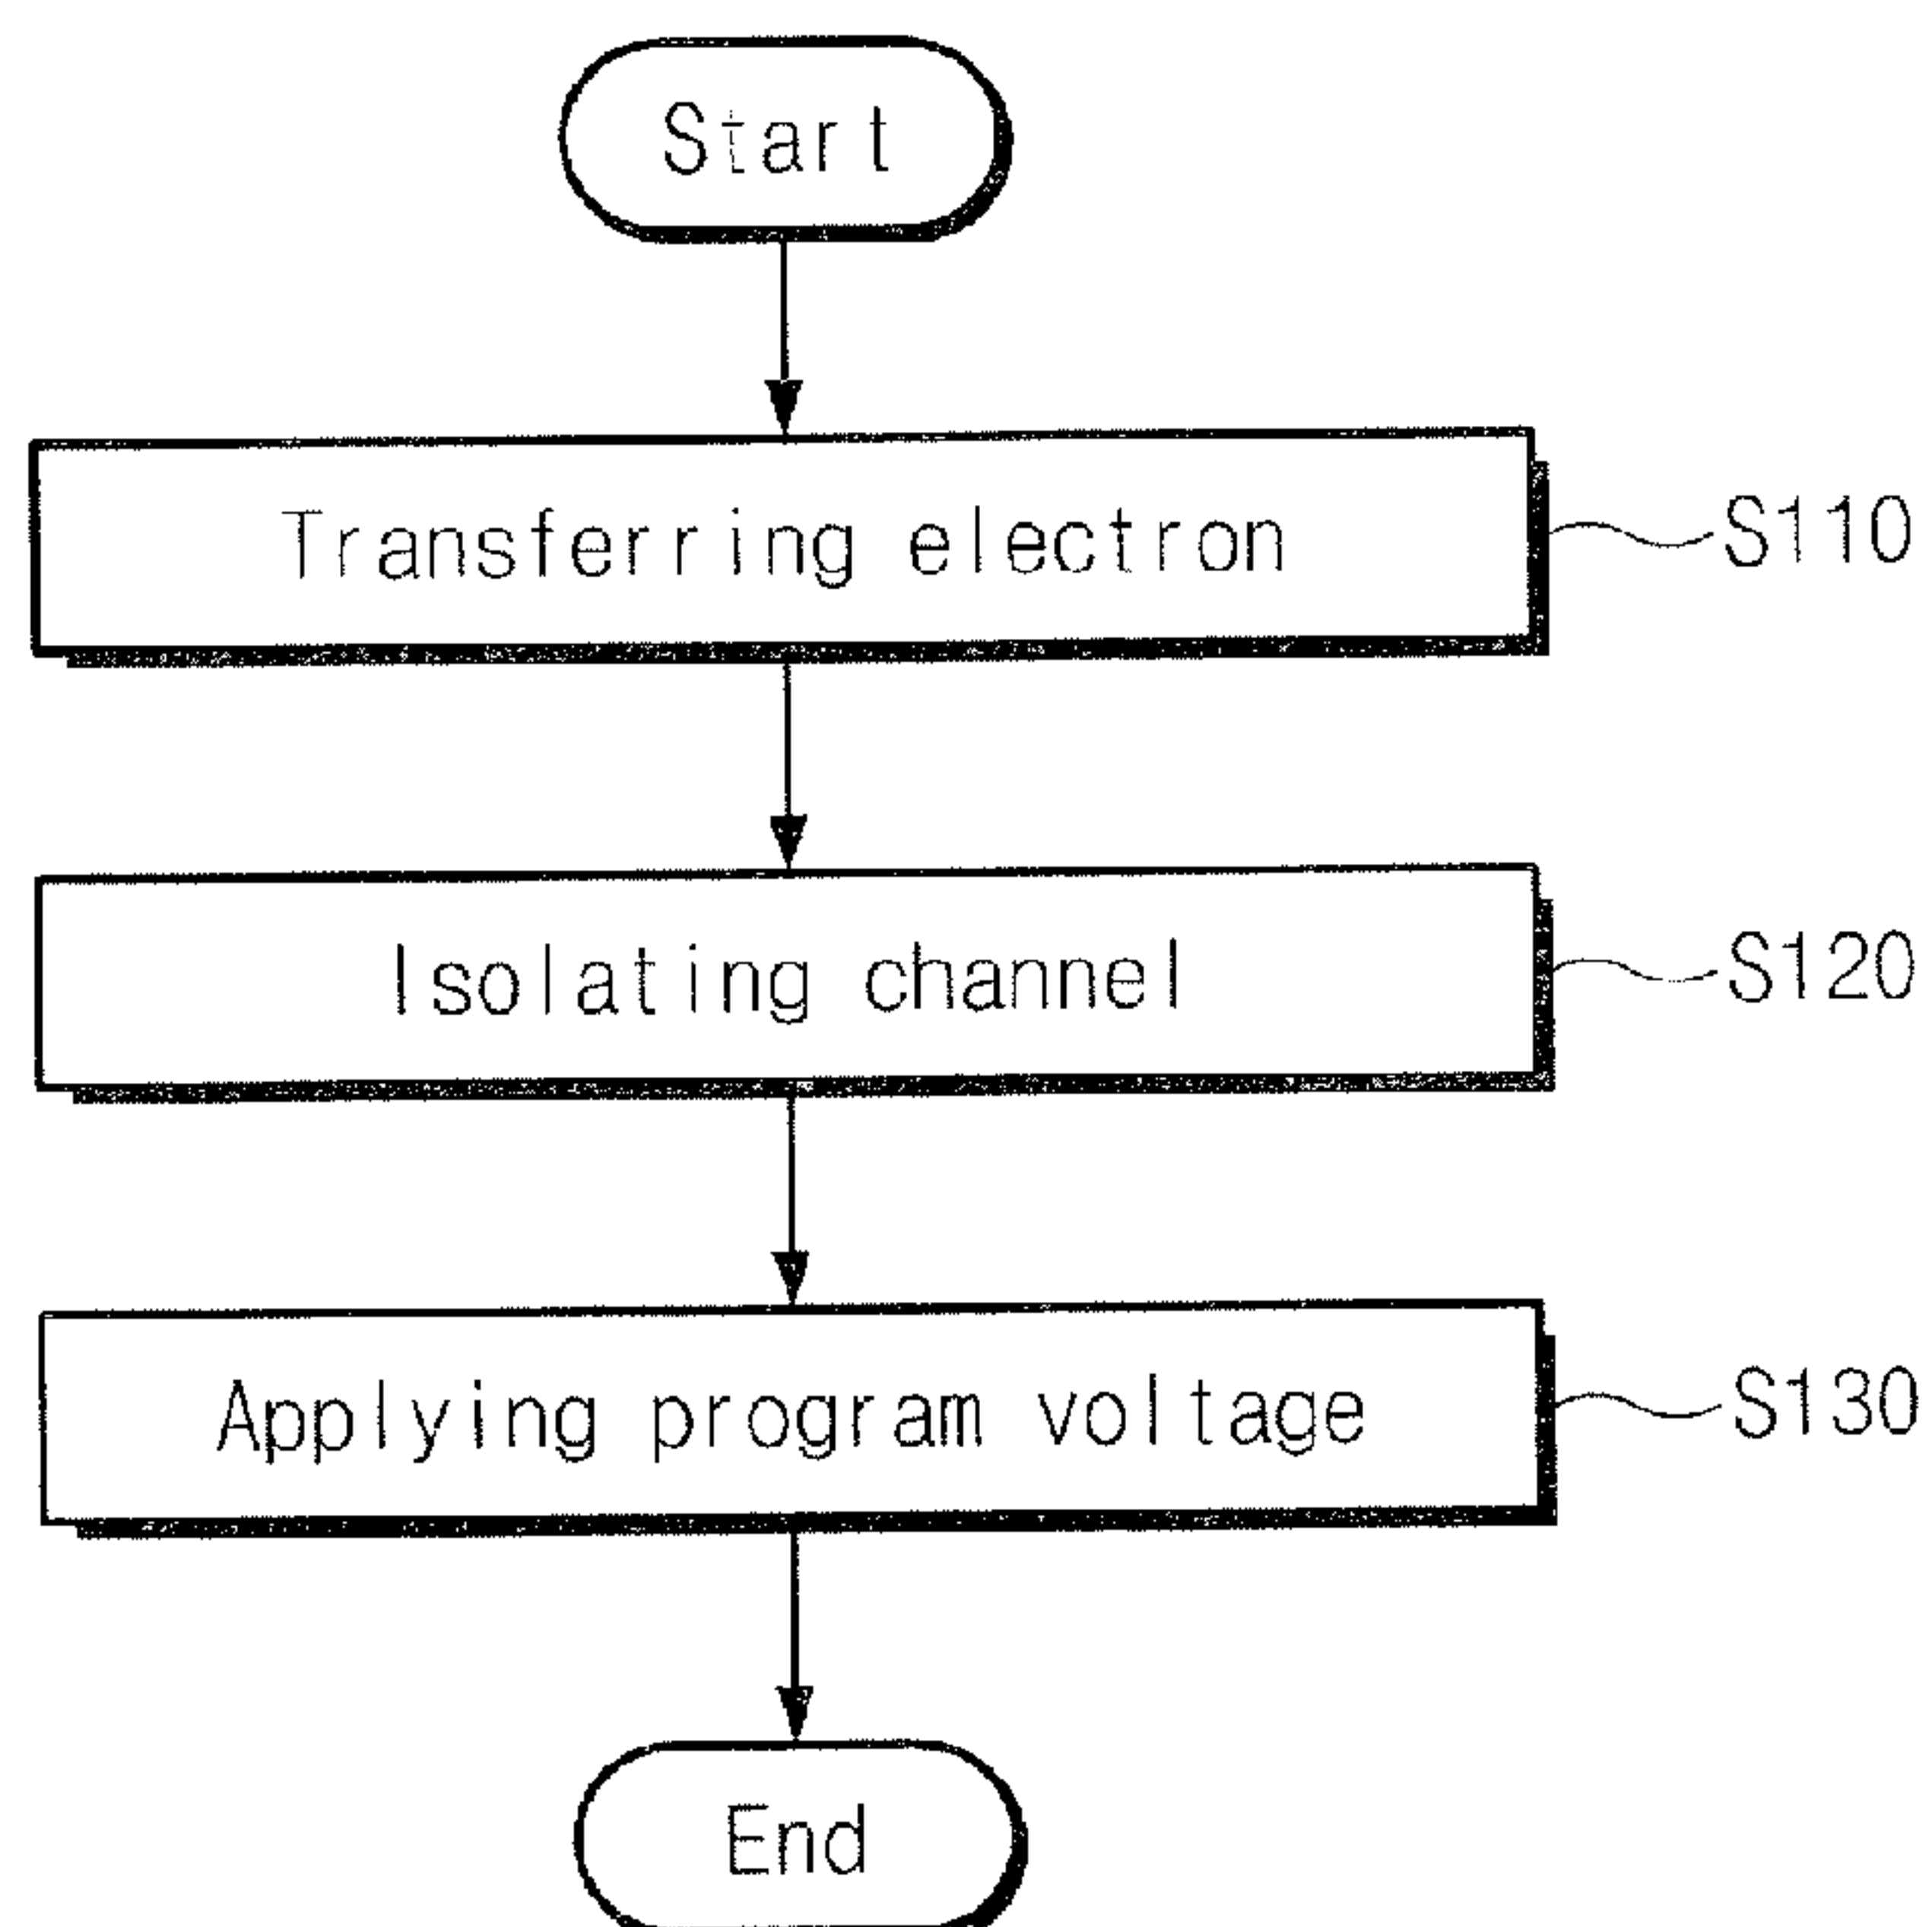 Start
Transferring electron
S110
Isolating channel
S120
Applying program voltage
S130
End